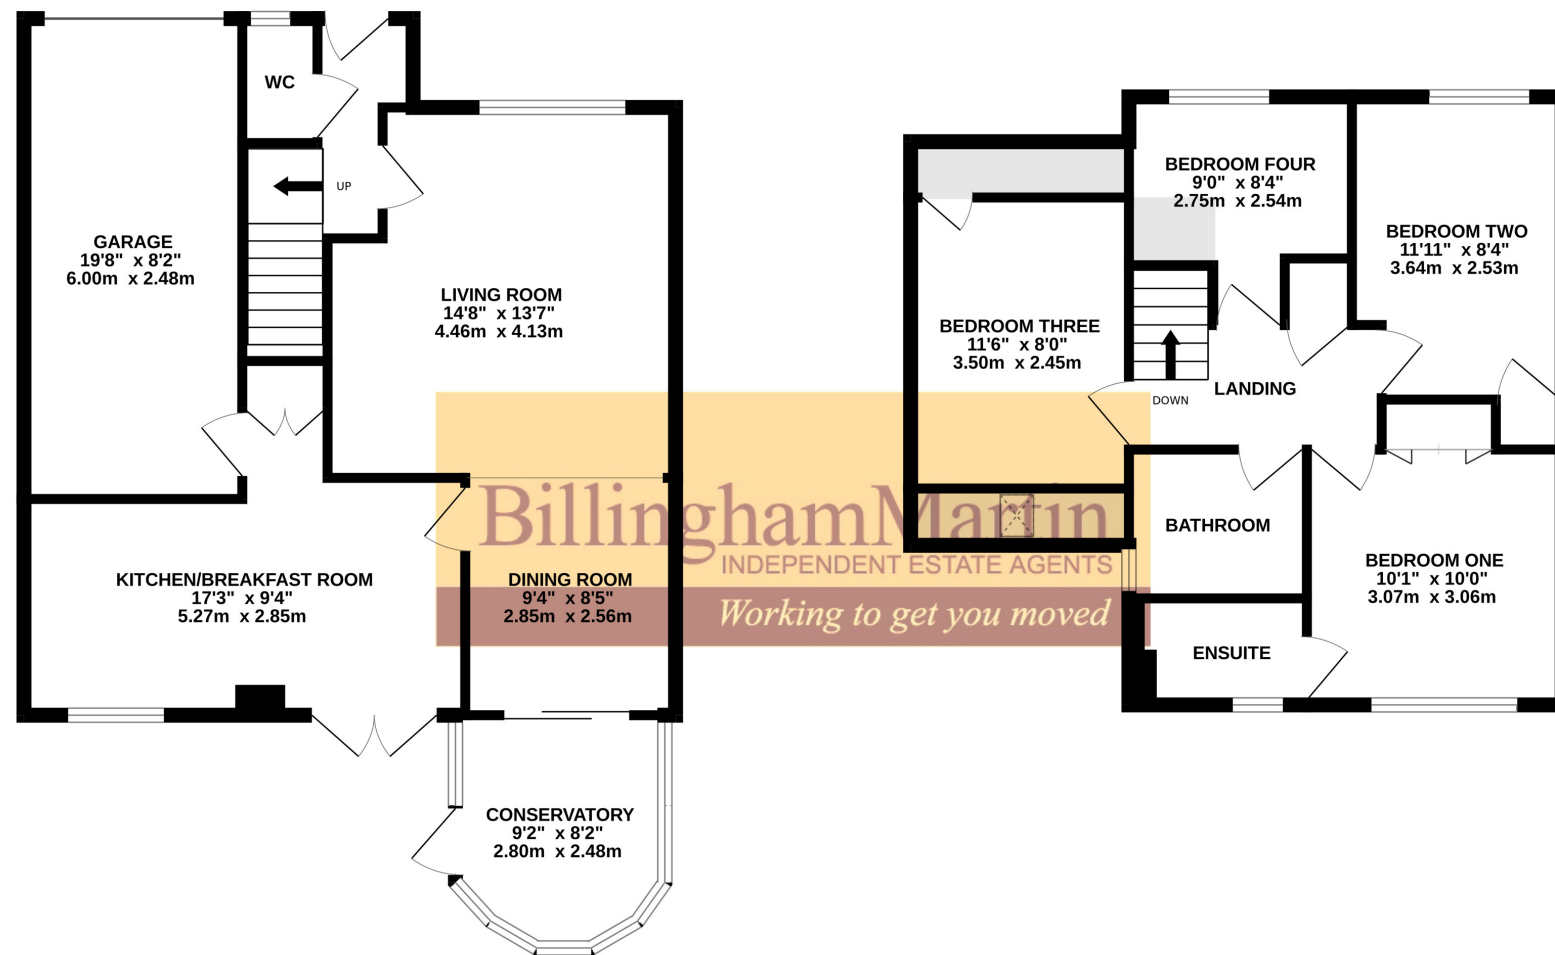 WC
UP
GARAGE
19'8" x 8'2"
6.00m x 2.48m
LIVING ROOM
14'8" x 13'7"
4.46m x 4.13m
KITCHEN/BREAKFAST ROOM
17'3" x 9'4"
5.27m x 2.85m
DINING ROOM
9'4" x 8'5"
2.85m x 2.56m
CONSERVATORY
9'2" x 8'2"
2.80m x 2.48m
BEDROOM FOUR
9'0" x 8'4"
2.75m x 2.54m
BEDROOM TWO
11'11" x 8'4"
3.64m x 2.53m
BEDROOM THREE
11'6" x 8'0"
3.50m x 2.45m
LANDING
DOWN
BATHROOM
BEDROOM ONE
10'1" x 10'0"
3.07m x 3.06m
ENSUITE
BillinghamMartin
INDEPENDENT ESTATE AGENTS
Working to get you moved